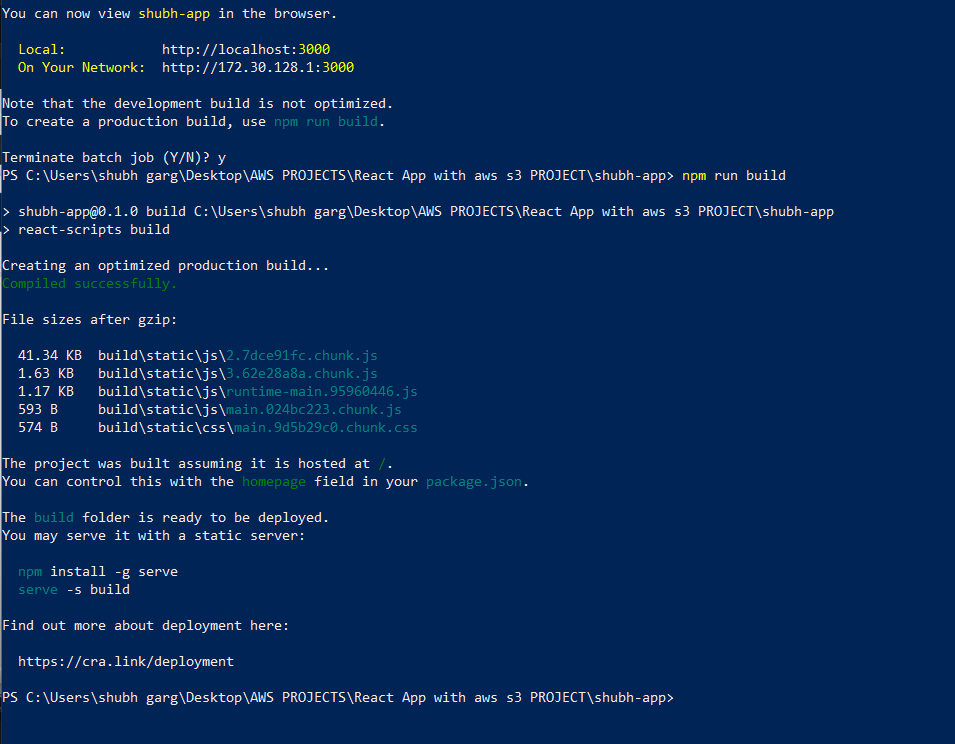 You can now view shubh-app in the browser.
Local: http://localhost:3000
On Your Network: http://172.30.128.1:3000
Note that the development build is not optimized.
To create a production build, use npm run build.
Terminate batch job (Y/N)? y
PS C:\Users\shubh garg\Desktop\AWS PROJECTS\React App with aws s3 PROJECT\shubh-app> npm run build
> shubh-app@0.1.0 build C:\Users\shubh garg\Desktop\AWS PROJECTS\React App with aws s3 PROJECT\shubh-app
> react-scripts build
Creating an optimized production build...
Compiled successfully.
File sizes after gzip:
41.34 KB build\static\js\2.7dce91fc.chunk.js
1.63 KB build\static\js\3.62e28a8a.chunk.js
1.17 KB build\static\js\runtime-main.95960446.js
593 B build\static\js\main.024bc223.chunk.js
574 B build\static\css\main.9d5b29c0.chunk.css
The project was built assuming it is hosted at /.
You can control this with the homepage field in your package.json.
The build folder is ready to be deployed.
You may serve it with a static server:
npm install -g serve
serve -s build
Find out more about deployment here:
https://cra.link/deployment
PS C:\Users\shubh garg\Desktop\AWS PROJECTS\React App with aws s3 PROJECT\shubh-app>